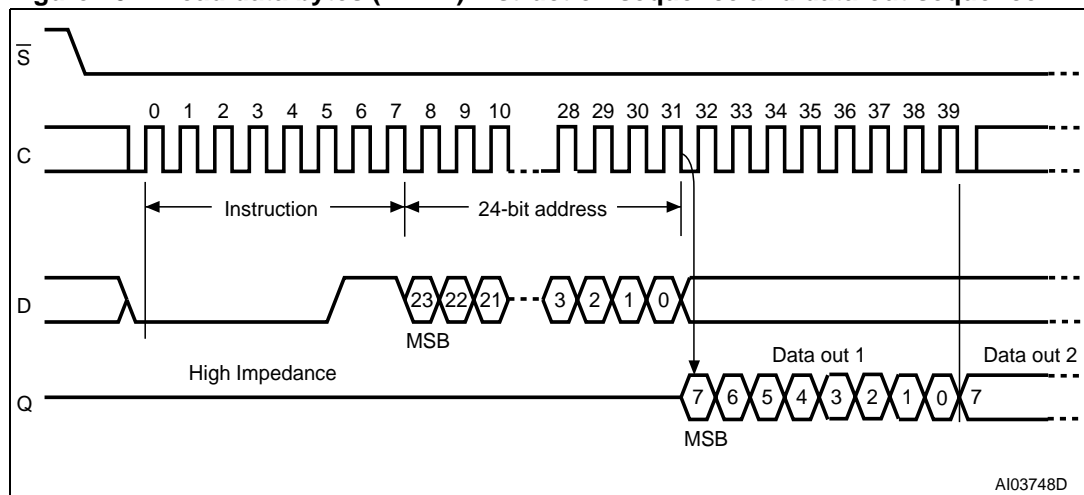 S
0 1 2 3 4 5 6 7 8 9 10 28 29 30 31 32 33 34 35 36 37 38 39
C
Instruction 24-bit address
D
23 22 21 3 2 1 0
MSB
Data out 1 Data out 2
High Impedance
Q
7 6 5 4 3 2 1 0 7
MSB
AI03748D